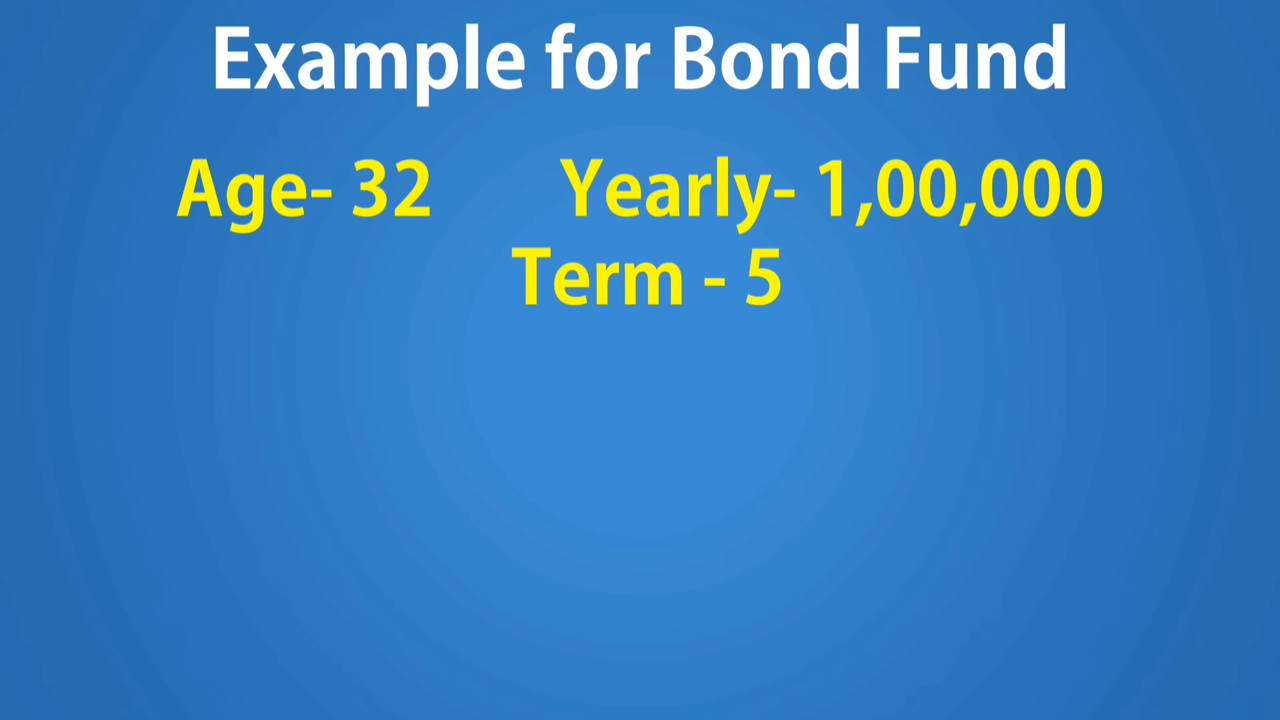 Example for Bond Fund
Age- 32 Yearly- 1,00,000
Term - 5